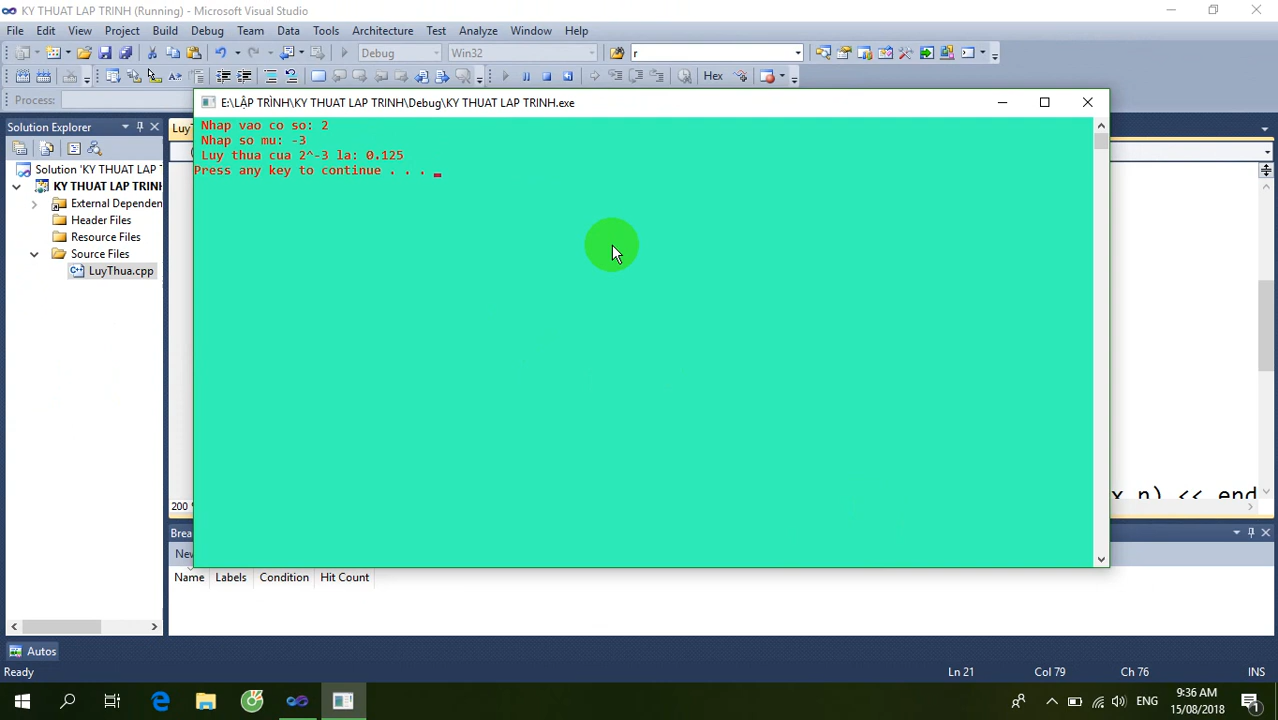 KY THUAT LAP TRINH (Running) - Microsoft Visual Studio
File Edit View Project Build Debug Team Data Tools Architecture Test Analyze Window Help
Debug Win32 r
Hex
Process:
E:\LẬP TRÌNH\KY THUAT LAP TRINH\Debug\KY THUAT LAP TRINH.exe
Solution Explorer
Nhap vao co so: 2
Nhap so mu: -3
Luy thua cua 2^-3 la: 0.125
Press any key to continue . . .
Solution 'KY THUAT LAP
KY THUAT LAP TRINH
External Dependen
Header Files
Resource Files
Source Files
LuyThua.cpp
x n) << end
200
Name Labels Condition Hit Count
Autos
Ready Ln 21 Col 79 Ch 76 INS
ENG
9:36 AM
15/08/2018
1